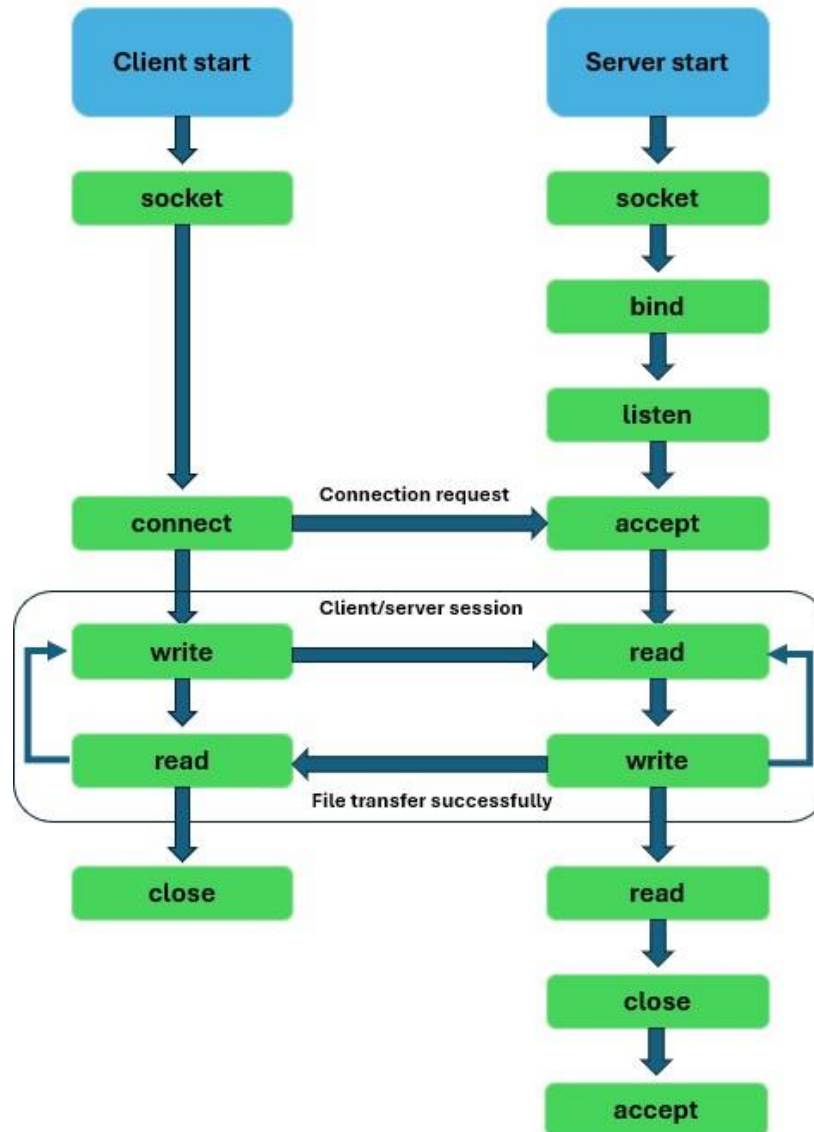 Client start
Server start
socket
socket
bind
listen
Connection request
connect
accept
Client/server session
write
read
read
write
File transfer successfully
close
read
close
accept